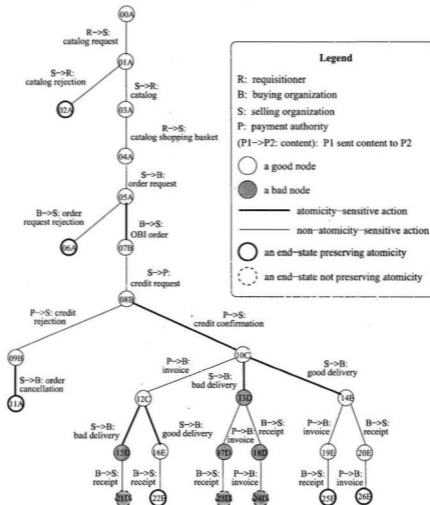 00A
R->S:
catalog request
01A
S->R:
catalog rejection
S->R:
catalog
02A
03A
R->S:
catalog shopping basket
04A
S->B:
order request
05A
B->S: order
request rejection
B->S:
OBI order
06A
07B
S->P:
credit request
08B
P->S: credit
rejection
P->S:
credit confirmation
09B
10C
S->B: order
cancellation
11A
P->B:
invoice
S->B:
bad delivery
S->B:
good delivery
12C
13D
14B
S->B:
bad delivery
S->B:
good delivery
P->B:
invoice
B->S:
receipt
P->B:
invoice
B->S:
receipt
15D
16E
17D
18D
19E
20E
B->S:
receipt
B->S:
receipt
B->S:
receipt
P->B:
invoice
B->S:
receipt
P->B:
invoice
21D
22E
23D
24D
25E
26E
Legend
R: requisitioner
B: buying organization
S: selling organization
P: payment authority
(P1->P2: content): P1 sent content to P2
a good node
a bad node
atomicity-sensitive action
non-atomicity-sensitive action
an end-state preserving atomicity
an end-state not preserving atomicity